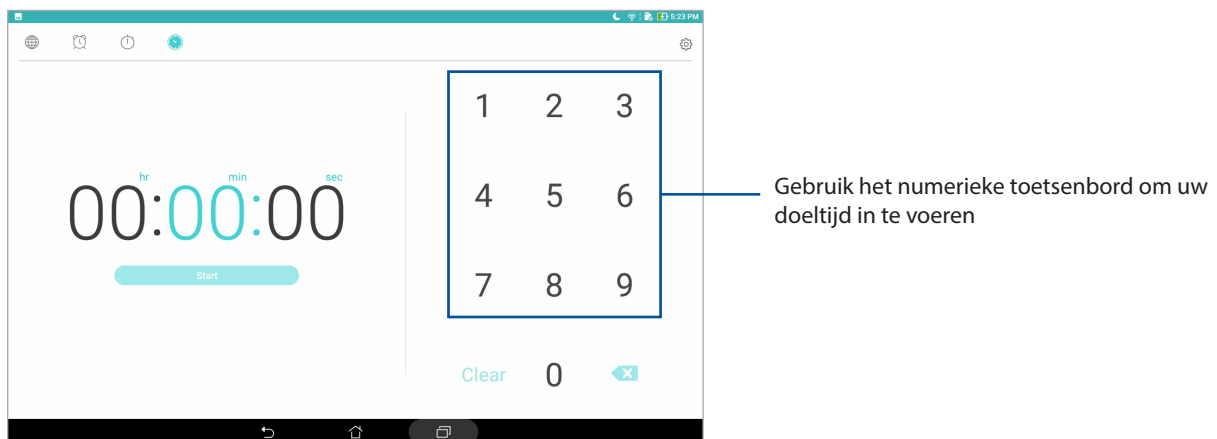 5:23 PM
hr min sec
00:00:00
Start
1 2 3
4 5 6
7 8 9
Clear 0
Gebruik het numerieke toetsenbord om uw
doeltijd in te voeren